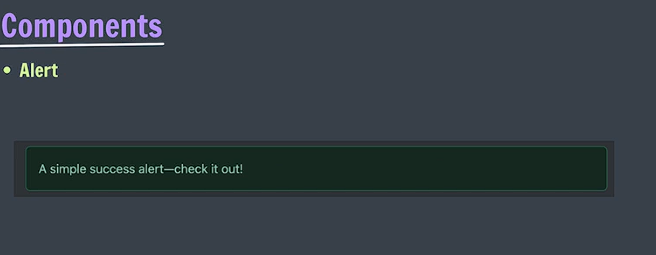 Components
• Alert
A simple success alert—check it out!